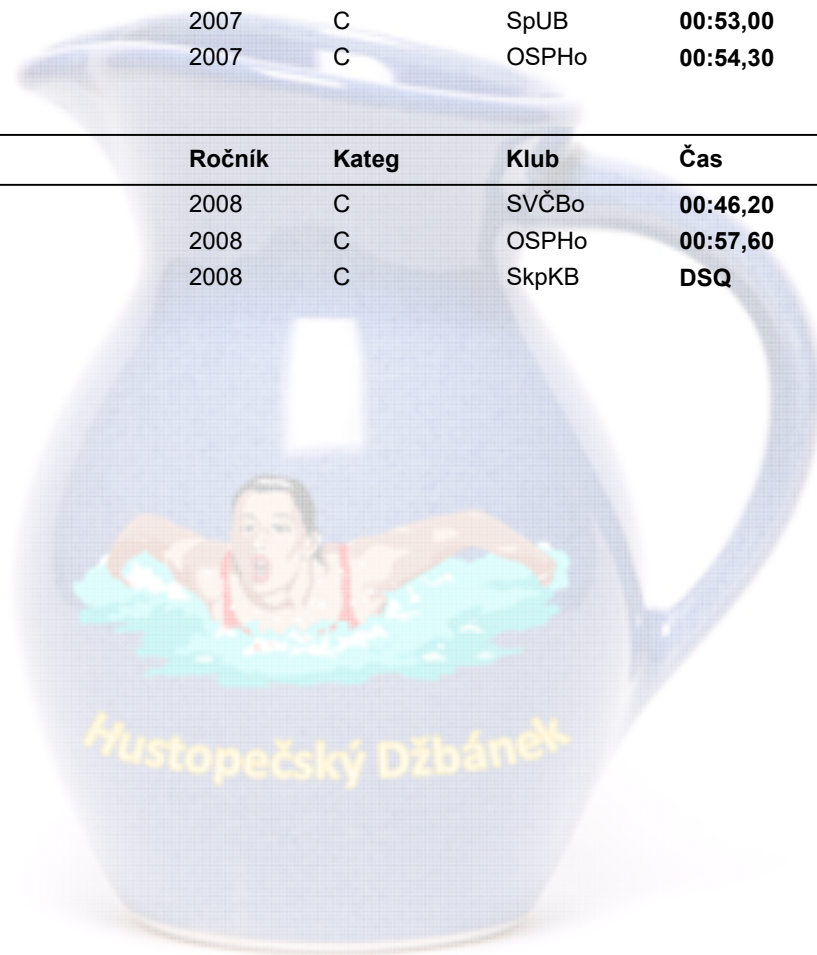 2007 C SpUB 00:53,00
2007 C OSPHo 00:54,30
Ročník Kateg Klub Čas
2008 C SVČBo 00:46,20
2008 C OSPHo 00:57,60
2008 C SkpKB DSQ
Hustopečský Džbánek